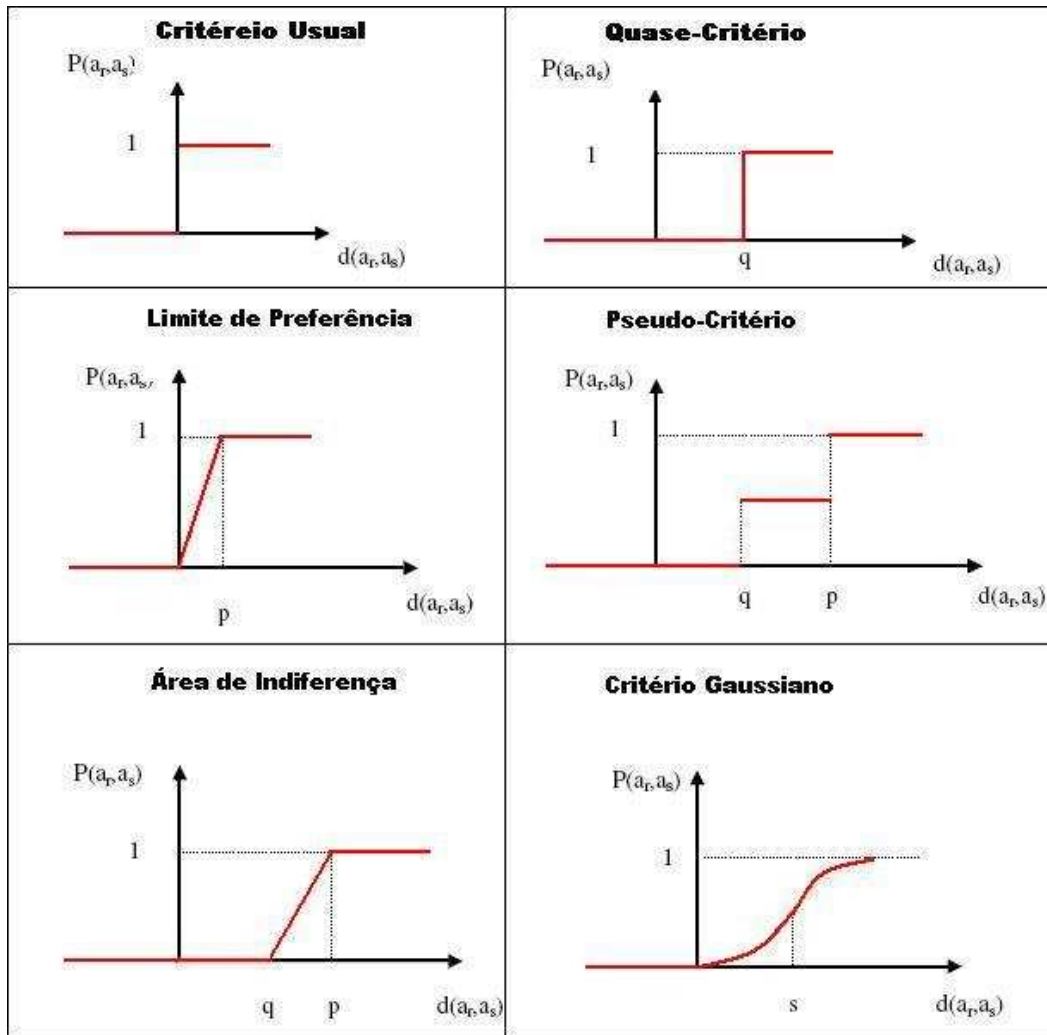 Critéreio Usual
P(ar,as)
1
d(ar,as)
Quase-Critério
P(ar,as)
1
q
d(ar,as)
Limite de Preferência
P(ar,as,
1
p
d(ar,as)
Pseudo-Critério
P(ar,as)
1
q p d(ar,as)
Área de Indiferença
P(ar,as)
1
q p d(ar,as)
Critério Gaussiano
P(ar,as)
1
s d(ar,as)